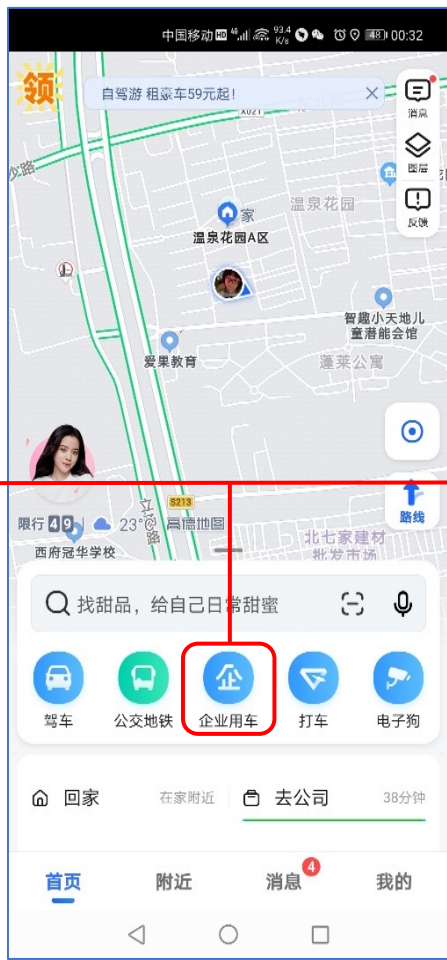 中国移动 HD 4G 93.4 K/s 48 00:32
领
自驾游 租豪车59元起!
X021
消息
图层
反馈
家
温泉花园A区
温泉花园
智趣小天地儿
童潜能会馆
爱果教育
蓬莱公寓
S213
立汤路
路线
限行 4 9 23°C 高德地图
西府冠华学校
北七家建材
批发市场
找甜品，给自己日常甜蜜
企
驾车 公交地铁 企业用车 打车 电子狗
回家 在家附近 去公司 38分钟
4
首页 附近 消息 我的